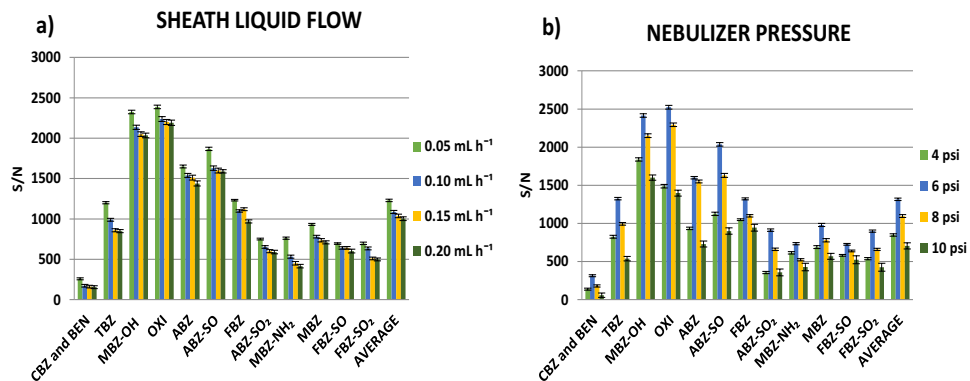 a)
SHEATH LIQUID FLOW
S/N
3000
2500
2000
1500
1000
500
0
CBZ and BEN
TBZ
MBZ-OH
OXI
ABZ
ABZ-SO
FBZ
ABZ-SO₂
MBZ-NH₂
MBZ
FBZ-SO
FBZ-SO₂
AVERAGE
0.05 mL h⁻¹
0.10 mL h⁻¹
0.15 mL h⁻¹
0.20 mL h⁻¹
b)
NEBULIZER PRESSURE
S/N
3000
2500
2000
1500
1000
500
0
CBZ and BEN
TBZ
MBZ-OH
OXI
ABZ
ABZ-SO
FBZ
ABZ-SO₂
MBZ-NH₂
MBZ
FBZ-SO
FBZ-SO₂
AVERAGE
4 psi
6 psi
8 psi
10 psi